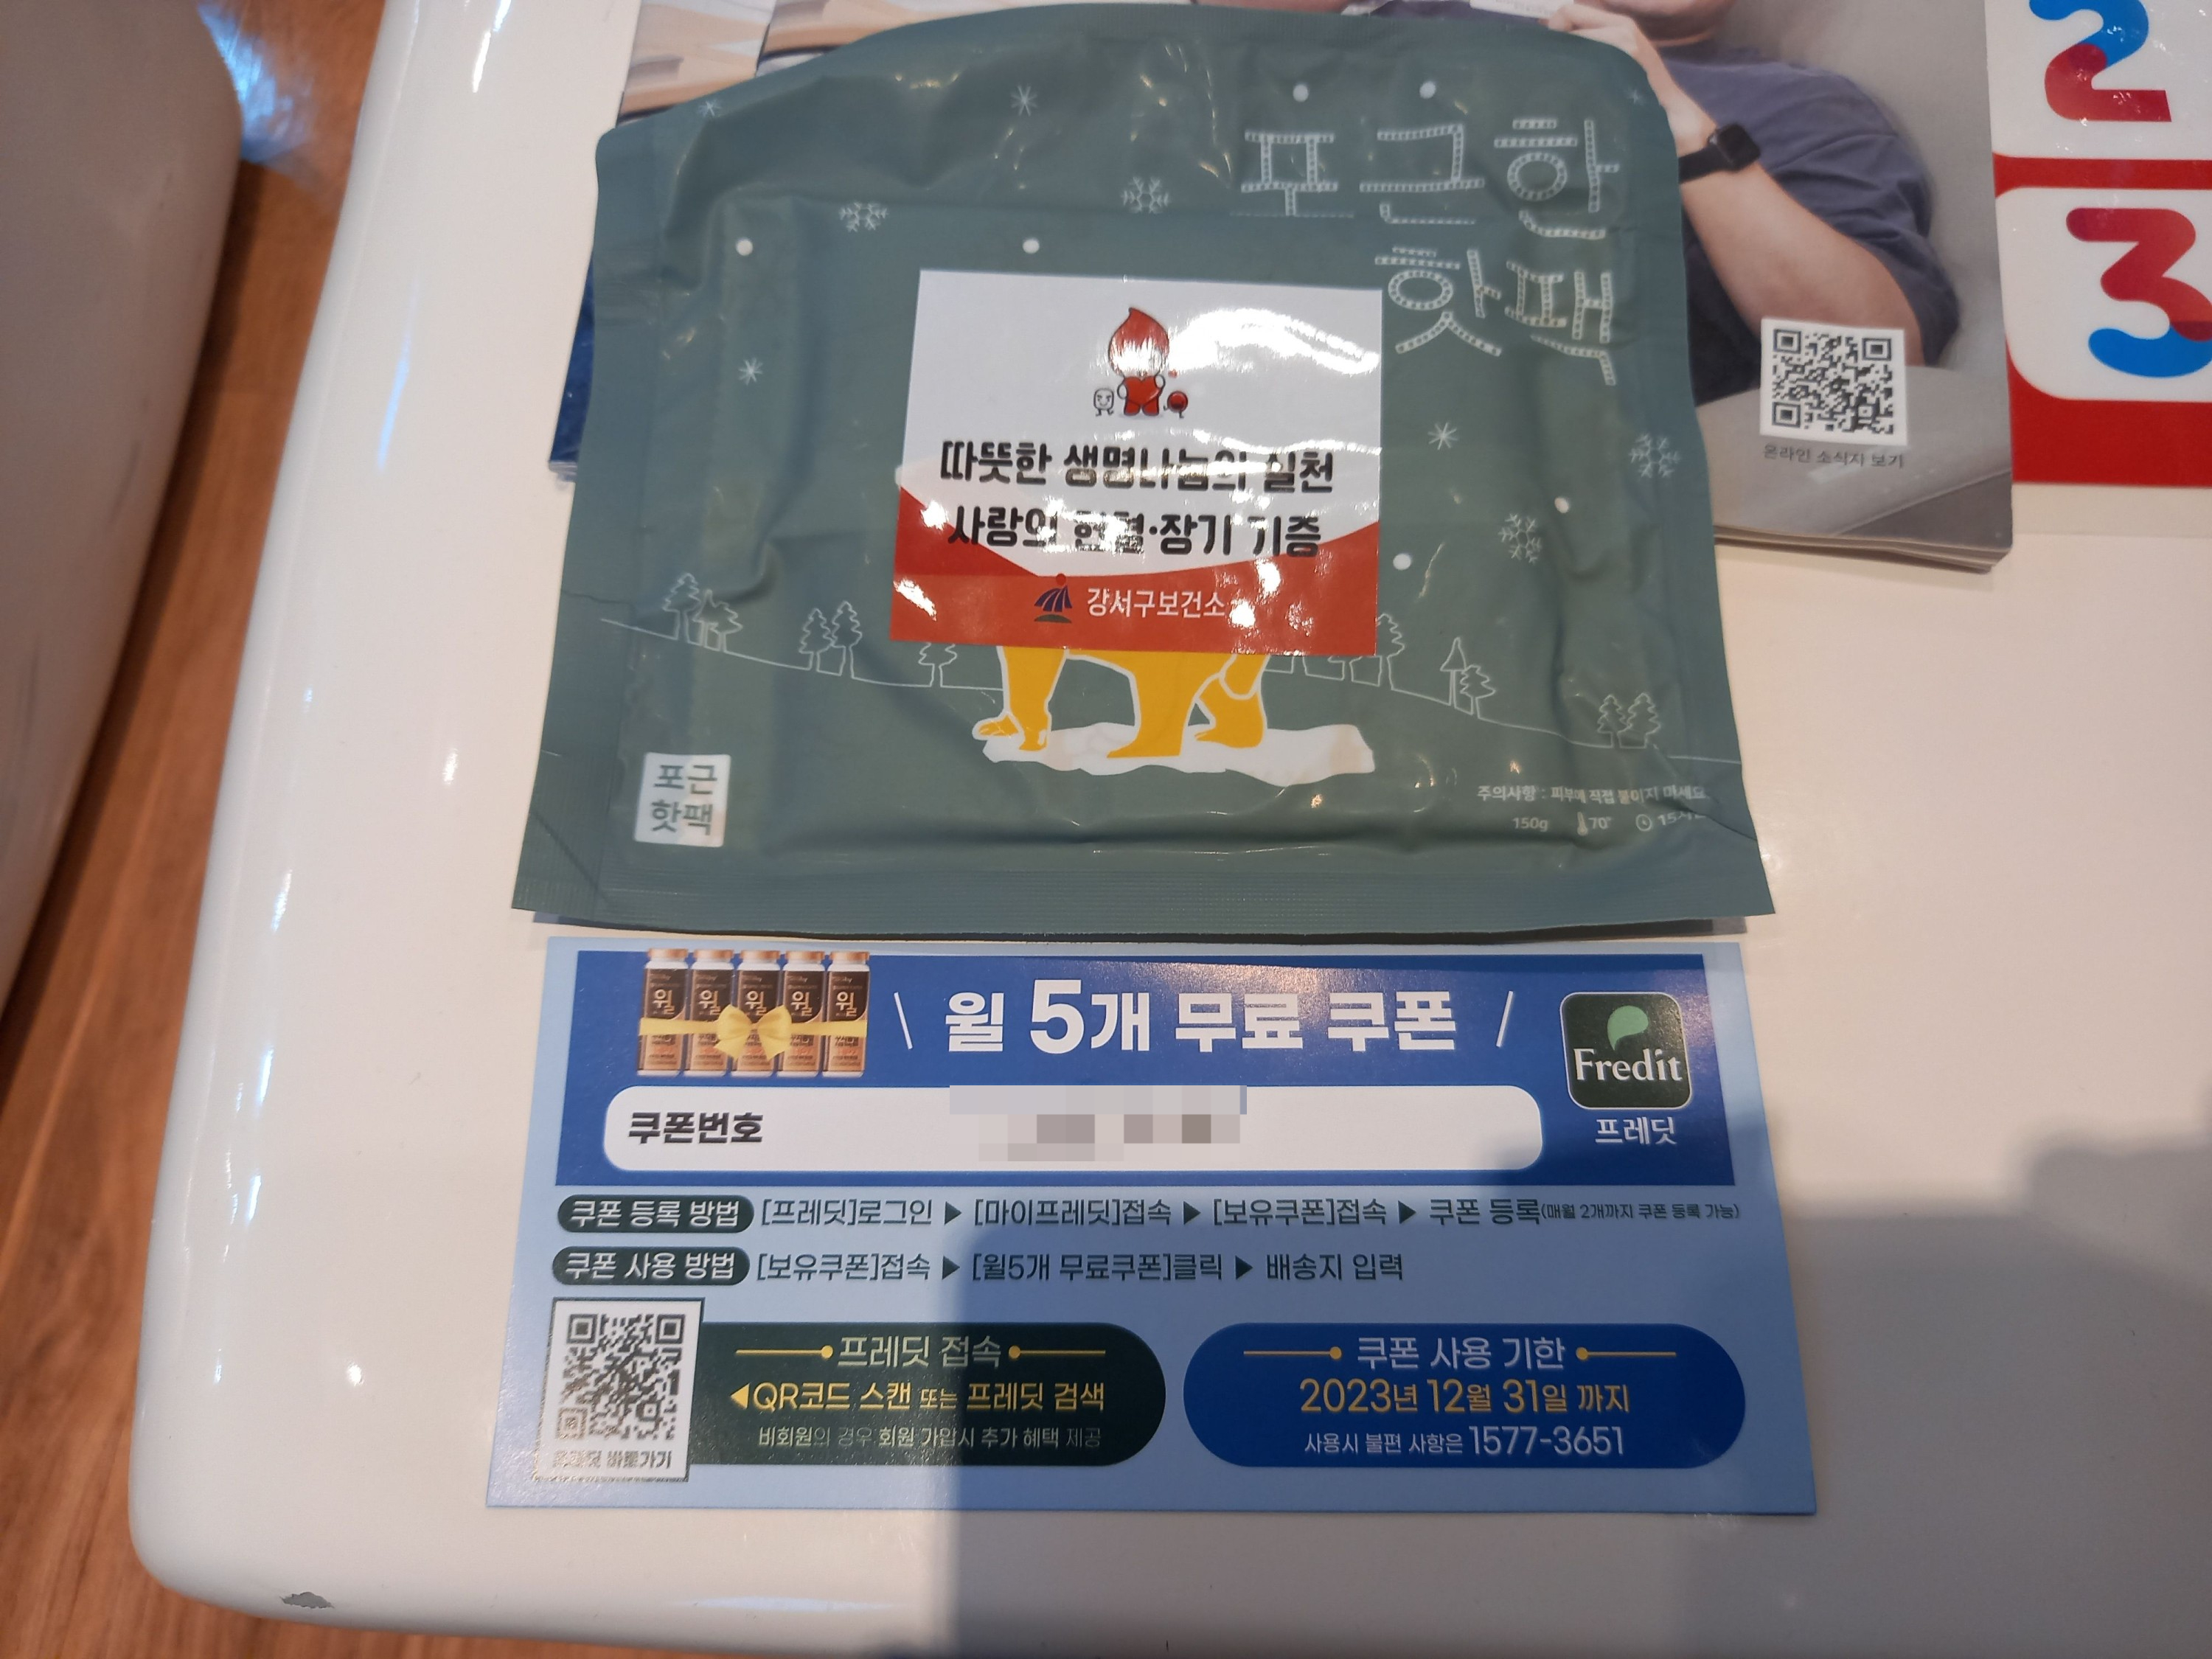 2
3
포근한
핫팩
온라인 소식지 보기
따뜻한 생명나눔의 실천
사랑의 헌혈·장기 기증
강서구보건소
포근
핫팩
주의사항 : 피부에 직접 붙이지 마세요
150g 70°
윌 윌 윌 윌 윌
\ 윌 5개 무료 쿠폰 /
Fredit
프레딧
쿠폰번호
쿠폰 등록 방법 [프레딧]로그인 ▶ [마이프레딧]접속 ▶ [보유쿠폰]접속 ▶ 쿠폰 등록(매월 2개까지 쿠폰 등록 가능)
쿠폰 사용 방법 [보유쿠폰]접속 ▶ [윌5개 무료쿠폰]클릭 ▶ 배송지 입력
프레딧 접속
◀QR코드 스캔 또는 프레딧 검색
비회원의 경우 회원 가입시 추가 혜택 제공
프레딧 바로가기
쿠폰 사용 기한
2023년 12월 31일 까지
사용시 불편 사항은 1577-3651